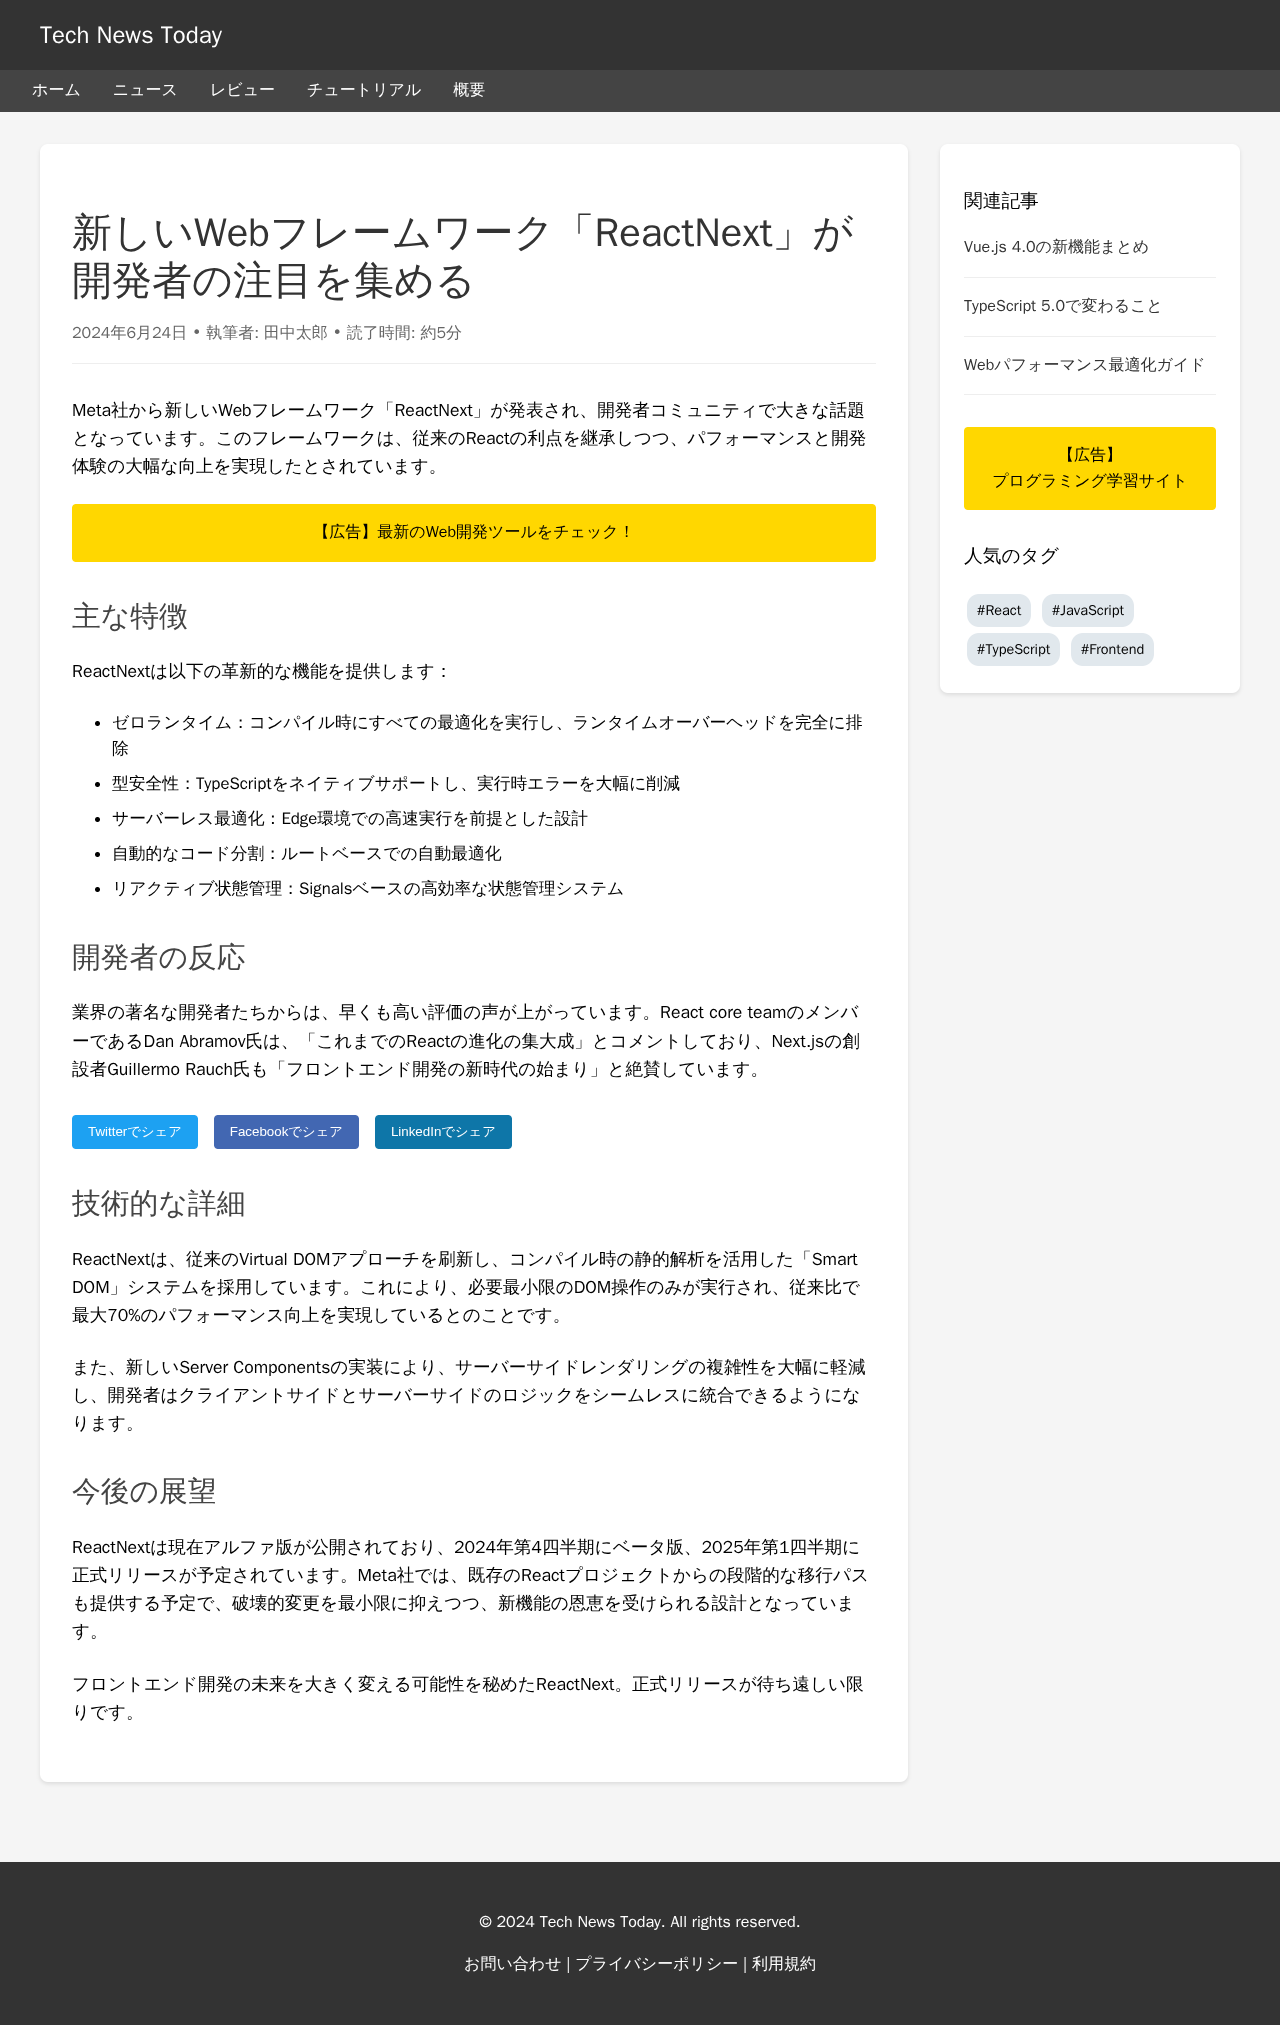 Tech News Today
ホーム ニュース レビュー チュートリアル 概要
新しいWebフレームワーク「ReactNext」が
開発者の注目を集める
2024年6月24日 • 執筆者: 田中太郎 • 読了時間: 約5分
Meta社から新しいWebフレームワーク「ReactNext」が発表され、開発者コミュニティで大きな話題
となっています。このフレームワークは、従来のReactの利点を継承しつつ、パフォーマンスと開発
体験の大幅な向上を実現したとされています。
【広告】最新のWeb開発ツールをチェック！
主な特徴
ReactNextは以下の革新的な機能を提供します：
• ゼロランタイム：コンパイル時にすべての最適化を実行し、ランタイムオーバーヘッドを完全に排
除
• 型安全性：TypeScriptをネイティブサポートし、実行時エラーを大幅に削減
• サーバーレス最適化：Edge環境での高速実行を前提とした設計
• 自動的なコード分割：ルートベースでの自動最適化
• リアクティブ状態管理：Signalsベースの高効率な状態管理システム
開発者の反応
業界の著名な開発者たちからは、早くも高い評価の声が上がっています。React core teamのメンバ
ーであるDan Abramov氏は、「これまでのReactの進化の集大成」とコメントしており、Next.jsの創
設者Guillermo Rauch氏も「フロントエンド開発の新時代の始まり」と絶賛しています。
Twitterでシェア Facebookでシェア LinkedInでシェア
技術的な詳細
ReactNextは、従来のVirtual DOMアプローチを刷新し、コンパイル時の静的解析を活用した「Smart
DOM」システムを採用しています。これにより、必要最小限のDOM操作のみが実行され、従来比で
最大70%のパフォーマンス向上を実現しているとのことです。
また、新しいServer Componentsの実装により、サーバーサイドレンダリングの複雑性を大幅に軽減
し、開発者はクライアントサイドとサーバーサイドのロジックをシームレスに統合できるようにな
ります。
今後の展望
ReactNextは現在アルファ版が公開されており、2024年第4四半期にベータ版、2025年第1四半期に
正式リリースが予定されています。Meta社では、既存のReactプロジェクトからの段階的な移行パス
も提供する予定で、破壊的変更を最小限に抑えつつ、新機能の恩恵を受けられる設計となっていま
す。
フロントエンド開発の未来を大きく変える可能性を秘めたReactNext。正式リリースが待ち遠しい限
りです。
関連記事
Vue.js 4.0の新機能まとめ
TypeScript 5.0で変わること
Webパフォーマンス最適化ガイド
【広告】
プログラミング学習サイト
人気のタグ
#React #JavaScript
#TypeScript #Frontend
© 2024 Tech News Today. All rights reserved.
お問い合わせ | プライバシーポリシー | 利用規約